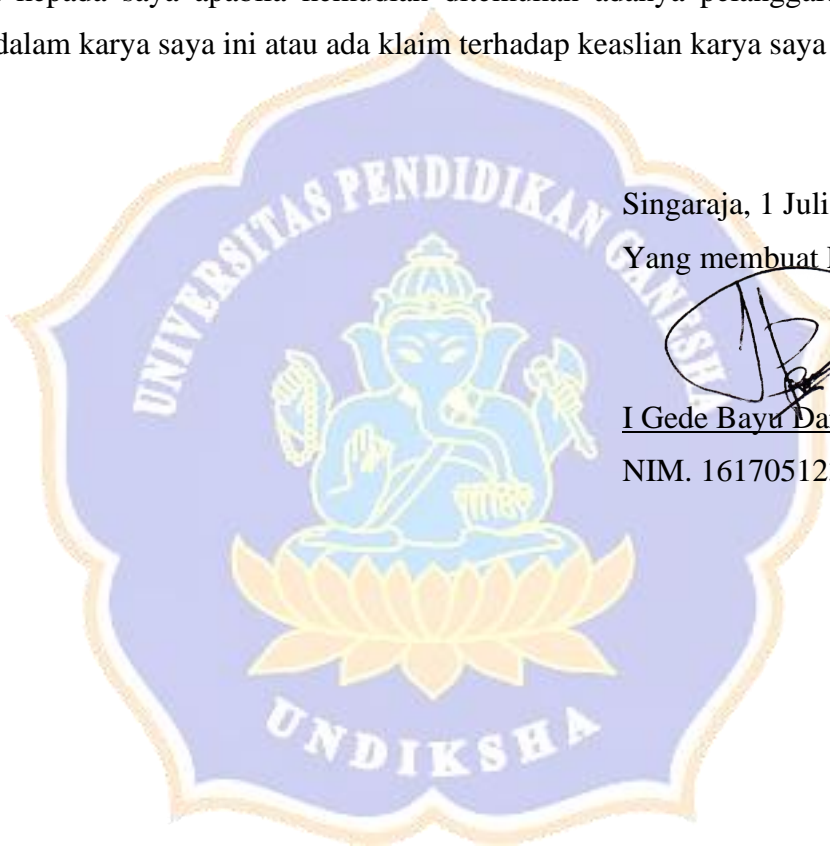 kepada saya apabila kemudian ditemukan adanya
dalam karya saya ini atau ada klaim terhadap keaslian karya saya
UNIVERSITAS PENDIDIKAN GANESHA
Singaraja, 1 Juli
Yang membuat
I Gede Bayu
NIM. 16170512
UNDIKSHA